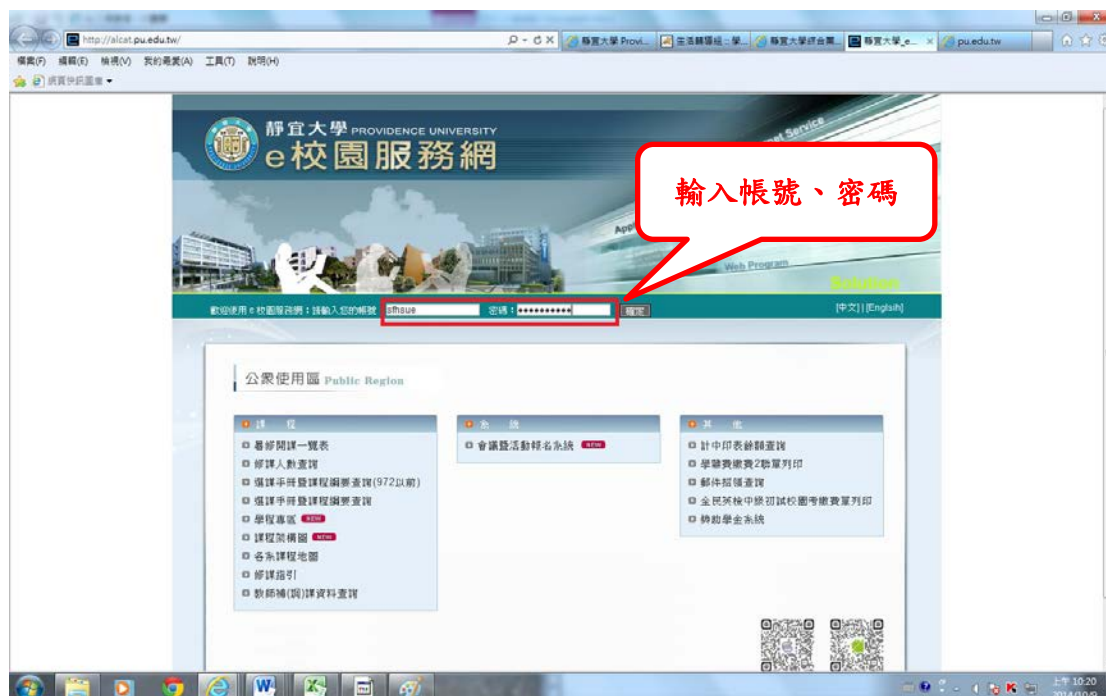 http://alcat.pu.edu.tw/
靜宜大學 Provi...
生活輔導組：學...
靜宜大學_e...
pu.edu.tw
檔案(F) 編輯(E) 檢視(V) 我的最愛(A) 工具(T) 說明(H)
網頁快訊圖庫
靜宜大學 PROVIDENCE UNIVERSITY
e校園服務網
輸入帳號、密碼
Web Program
Solution
歡迎使用e校園服務網：請輸入您的帳號 sfhsue 密碼：●●●●●●●●●● 確定
[中文] | [Englsih]
公眾使用區 Public Region
課 程
暑修開課一覽表
修課人數查詢
選課手冊暨課程綱要查詢(972以前)
選課手冊暨課程綱要查詢
學程專區 NEW
課程架構圖 NEW
各系課程地圖
修課指引
教師補(調)課資料查詢
系 統
會議暨活動報名系統 NEW
其 他
計中印表餘額查詢
學雜費繳費2聯單列印
郵件招領查詢
全民英檢中級初試校園考繳費單列印
獎助學金系統
上午 10:20